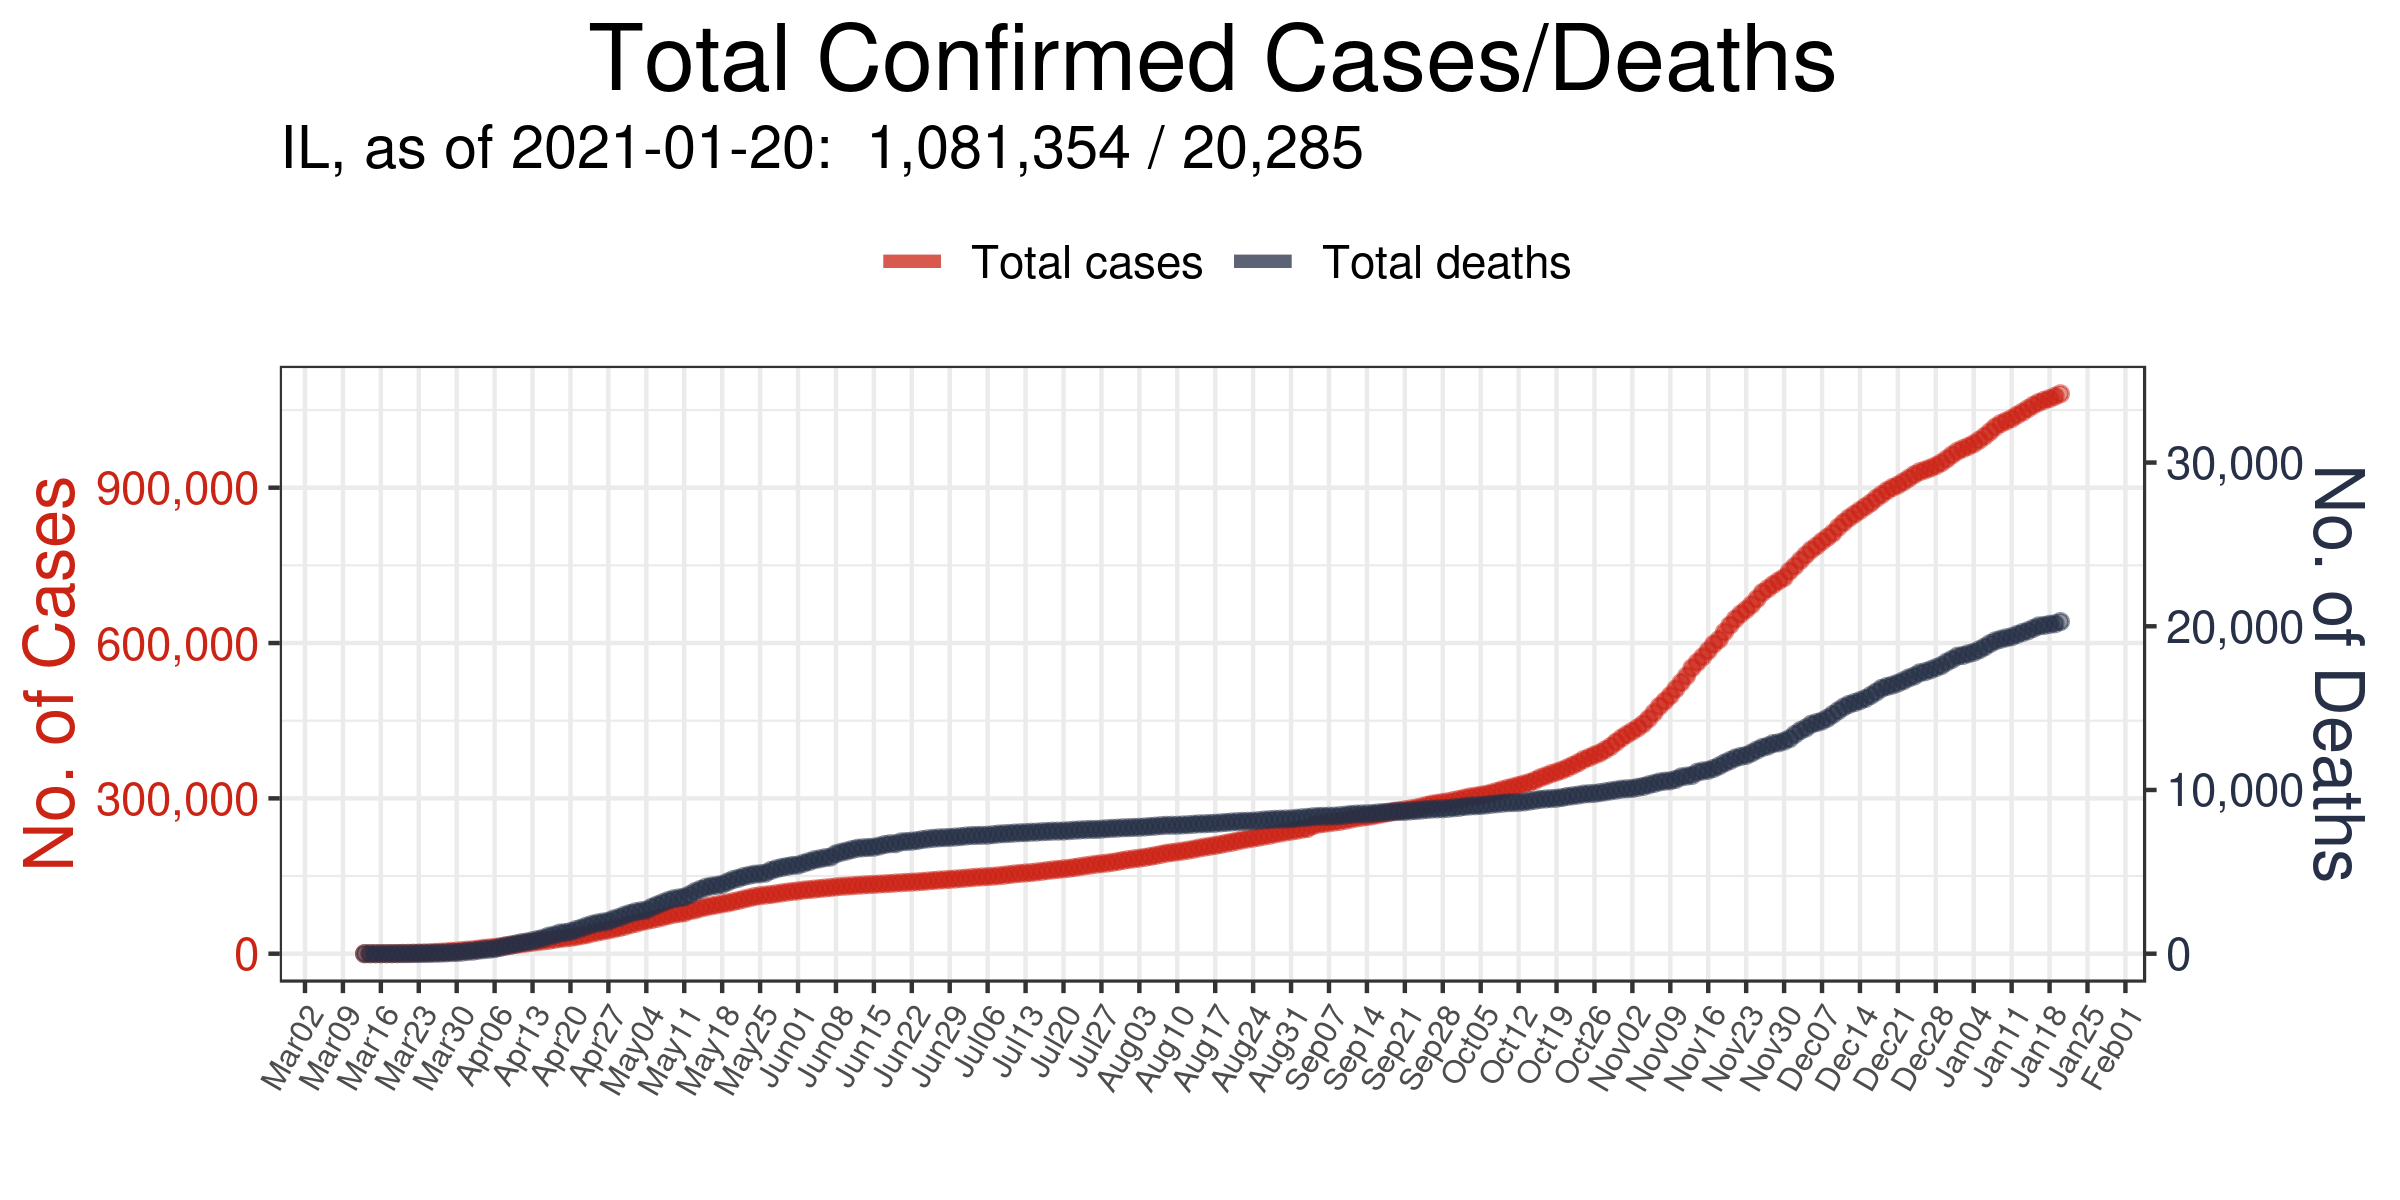 Total Confirmed Cases/Deaths
IL, as of 2021-01-20:  1,081,354 / 20,285
Total cases
Total deaths
No. of Cases
900,000
600,000
300,000
0
30,000
20,000
10,000
0
No. of Deaths
Mar02
Mar09
Mar16
Mar23
Mar30
Apr06
Apr13
Apr20
Apr27
May04
May11
May18
May25
Jun01
Jun08
Jun15
Jun22
Jun29
Jul06
Jul13
Jul20
Jul27
Aug03
Aug10
Aug17
Aug24
Aug31
Sep07
Sep14
Sep21
Sep28
Oct05
Oct12
Oct19
Oct26
Nov02
Nov09
Nov16
Nov23
Nov30
Dec07
Dec14
Dec21
Dec28
Jan04
Jan11
Jan18
Jan25
Feb01